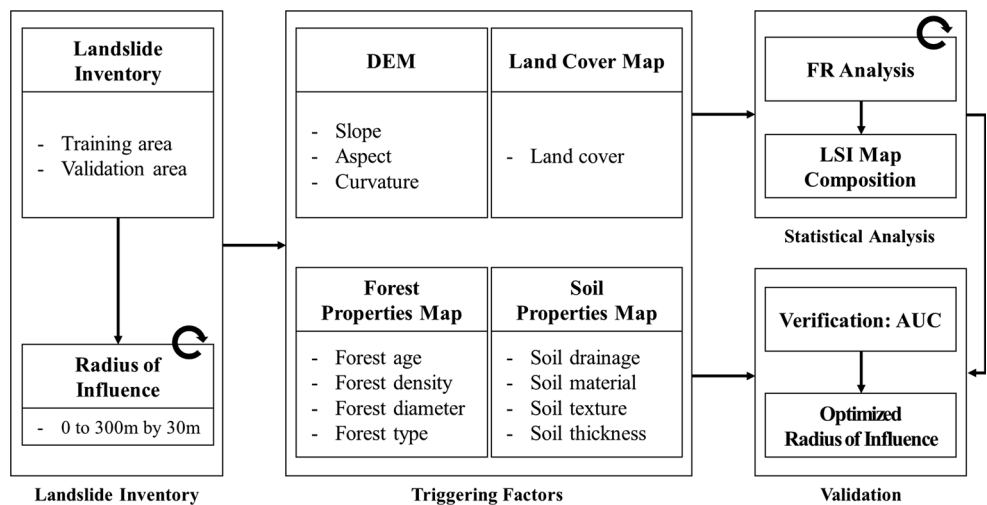 Landslide
Inventory
- Training area
- Validation area
Radius of
Influence
- 0 to 300m by 30m
Landslide Inventory
DEM
- Slope
- Aspect
- Curvature
Land Cover Map
- Land cover
Forest
Properties Map
- Forest age
- Forest density
- Forest diameter
- Forest type
Soil
Properties Map
- Soil drainage
- Soil material
- Soil texture
- Soil thickness
Triggering Factors
FR Analysis
LSI Map
Composition
Statistical Analysis
Verification: AUC
Optimized
Radius of Influence
Validation